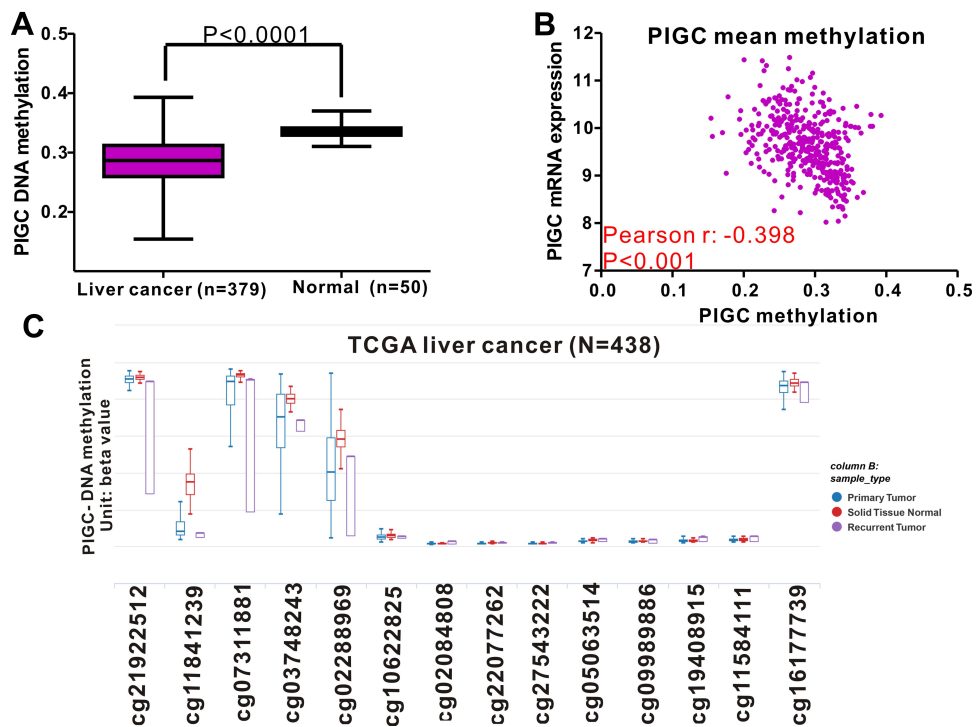 A
PIGC DNA methylation
0.5
0.4
0.3
0.2
P<0.0001
Liver cancer (n=379)
Normal (n=50)
B
PIGC mean methylation
PIGC mRNA expression
12
11
10
9
8
7
Pearson r: -0.398
P<0.001
0.0
0.1
0.2
0.3
0.4
0.5
PIGC methylation
C
TCGA liver cancer (N=438)
PIGC- DNA methylation
Unit: beta value
column B:
sample_type
Primary Tumor
Solid Tissue Normal
Recurrent Tumor
cg21922512
cg11841239
cg07311881
cg03748243
cg02288969
cg10622825
cg02084808
cg22077262
cg27543222
cg05063514
cg09989886
cg19408915
cg11584111
cg16177739